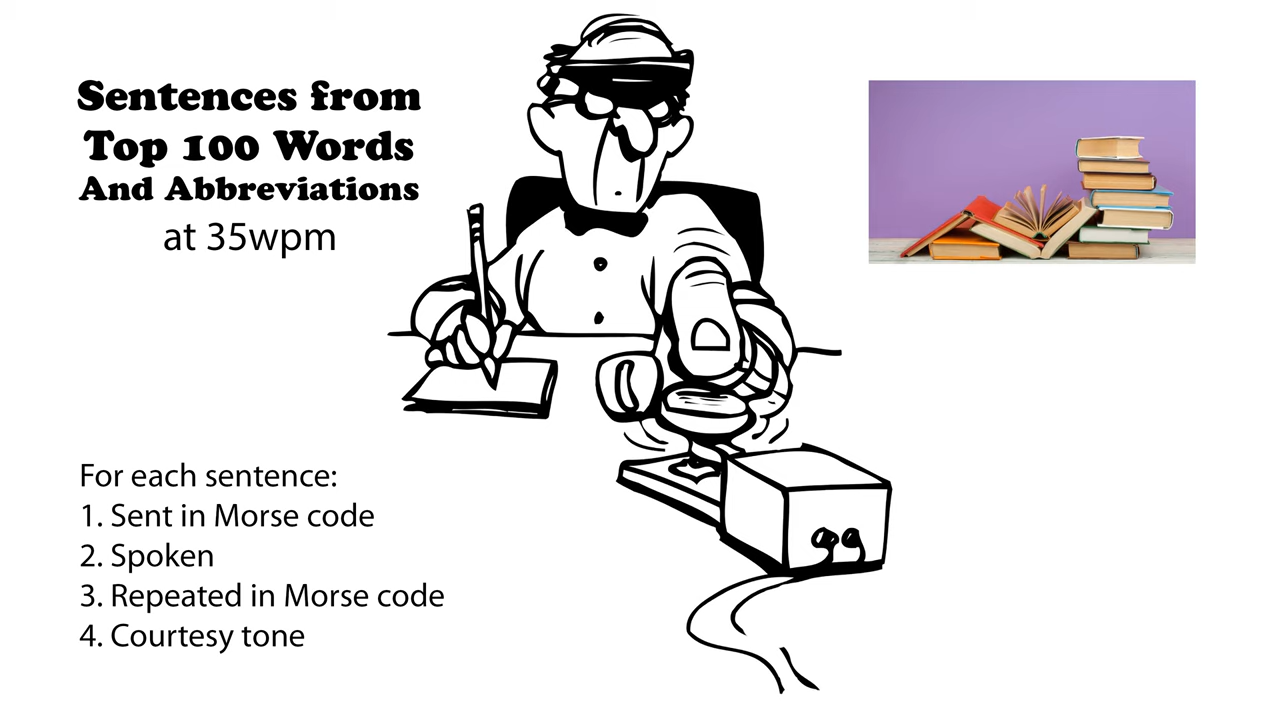 Sentences from
Top 100 Words
And Abbreviations
at 35wpm
For each sentence:
1. Sent in Morse code
2. Spoken
3. Repeated in Morse code
4. Courtesy tone